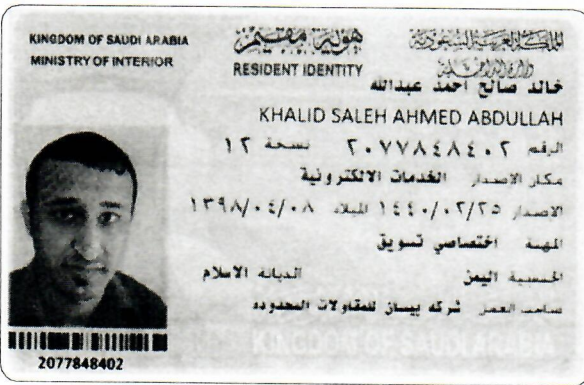 KINGDOM OF SAUDI ARABIA
MINISTRY OF INTERIOR
هوية مقيم
RESIDENT IDENTITY
المملكة العربية السعودية
وزارة الداخلية
خالد صالح احمد عبدالله
KHALID SALEH AHMED ABDULLAH
الرقم ٢٠٧٧٨٤٨٤٠٢ نسخة ١٢
مكان الاصدار الخدمات الالكترونية
الاصدار ١٤٤٠/٠٢/٢٥ الميلاد ١٣٩٨/٠٤/٠٨
المهنة اختصاصي تسويق
الجنسية اليمن الديانة الاسلام
صاحب العمل شركه بيسان للمقاولات المحدوده
KINGDOM OF SAUDI ARABIA
2077848402